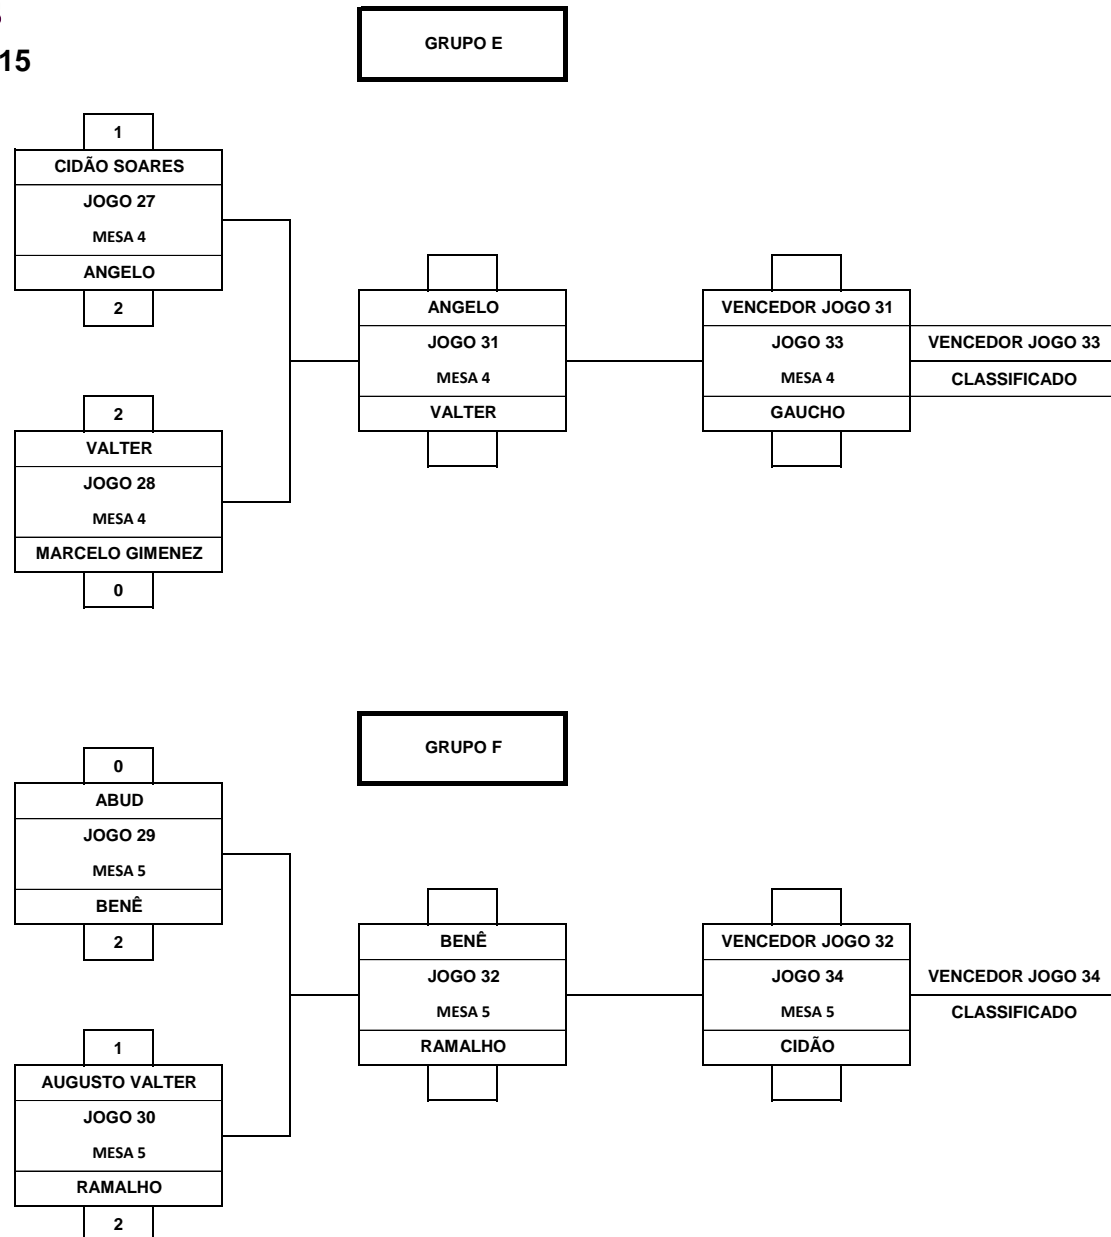 15
GRUPO E
1
CIDÃO SOARES
JOGO 27
MESA 4
ANGELO
2
2
VALTER
JOGO 28
MESA 4
MARCELO GIMENEZ
0
ANGELO
JOGO 31
MESA 4
VALTER
VENCEDOR JOGO 31
JOGO 33
MESA 4
GAUCHO
VENCEDOR JOGO 33
CLASSIFICADO
GRUPO F
0
ABUD
JOGO 29
MESA 5
BENÊ
2
1
AUGUSTO VALTER
JOGO 30
MESA 5
RAMALHO
2
BENÊ
JOGO 32
MESA 5
RAMALHO
VENCEDOR JOGO 32
JOGO 34
MESA 5
CIDÃO
VENCEDOR JOGO 34
CLASSIFICADO